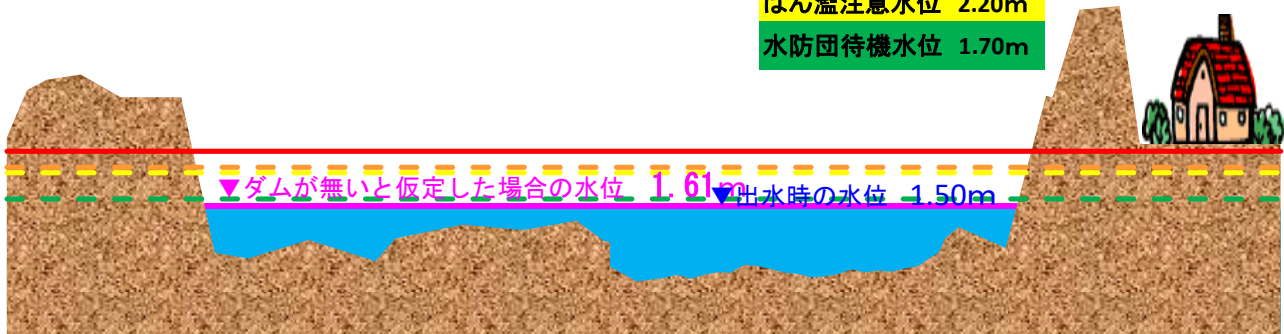 はん濫注意水位 2.20m
水防団待機水位 1.70m
▼ダムが無いと仮定した場合の水位 1.61m
▼出水時の水位 1.50m